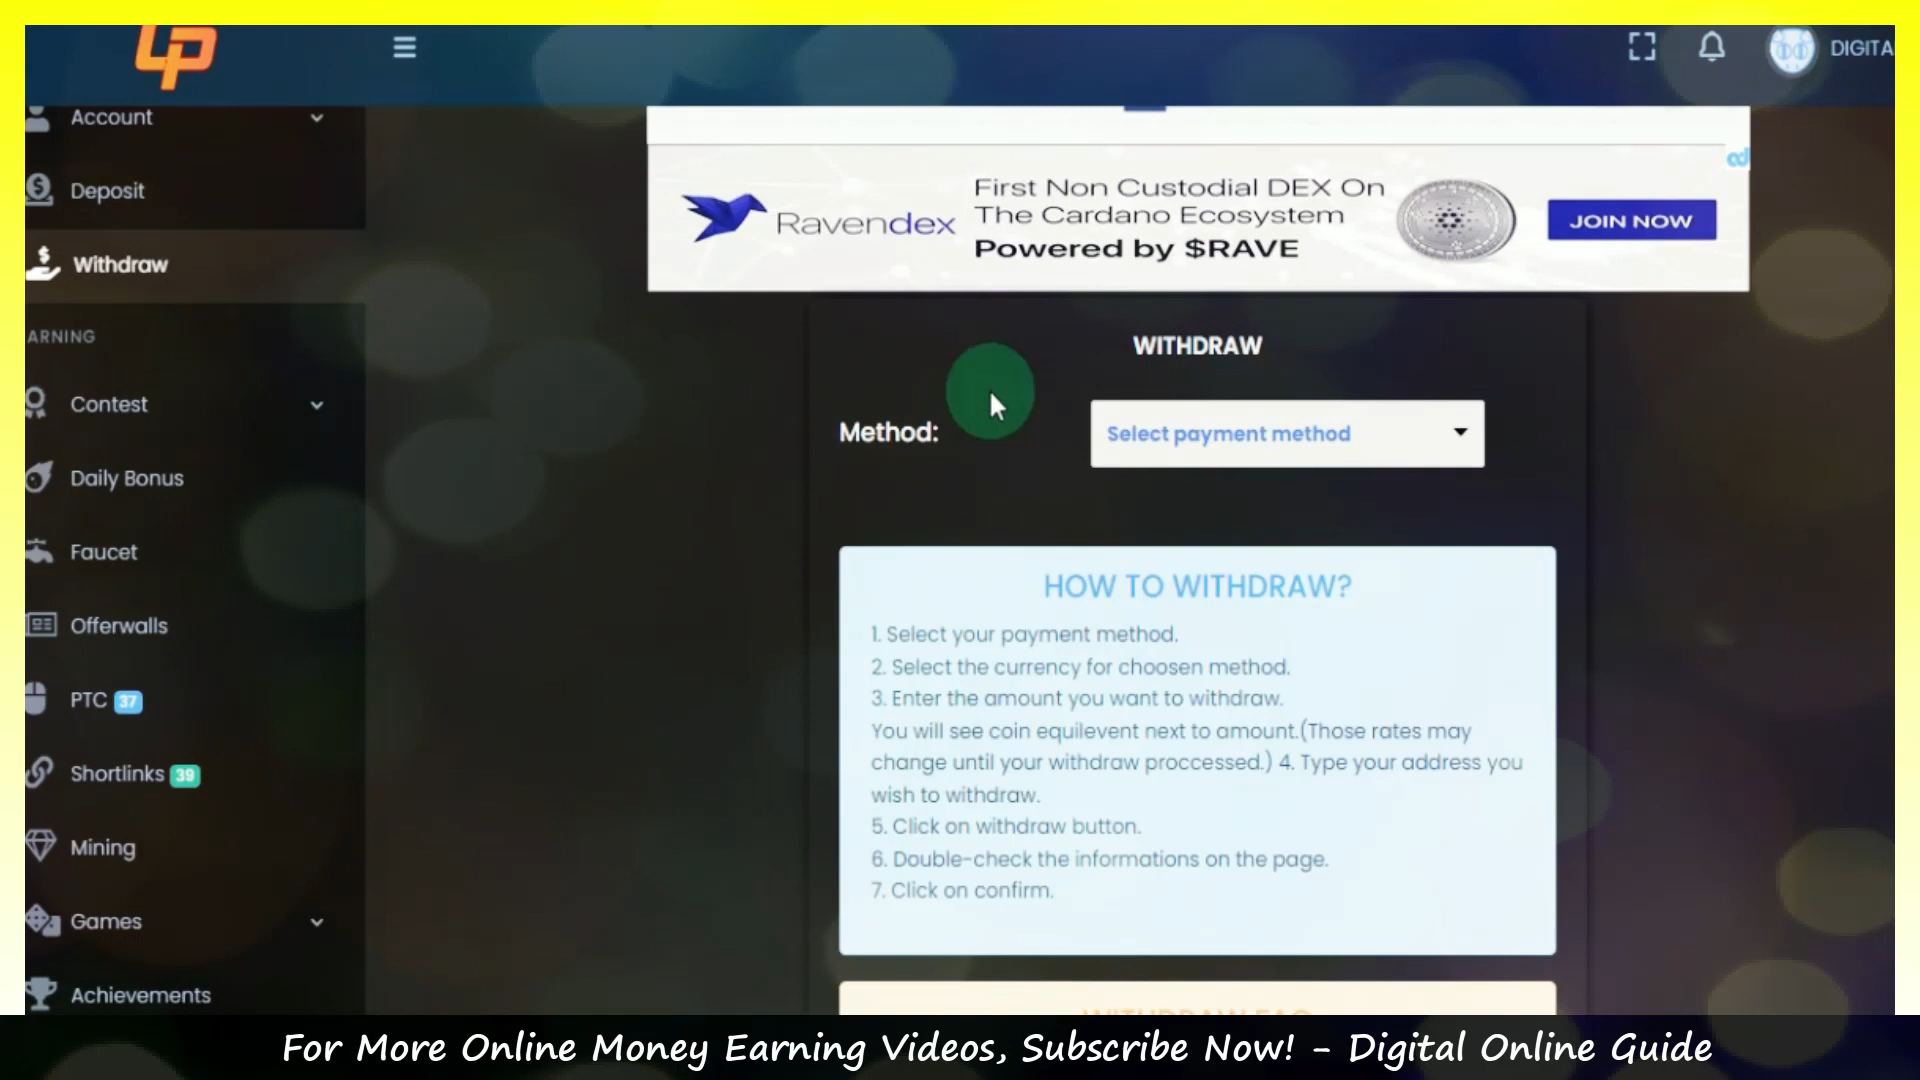 LP
DIGITA
Account
Deposit
Withdraw
ARNING
Contest
Daily Bonus
Faucet
Offerwalls
PTC 37
Shortlinks 39
Mining
Games
Achievements
Ravendex
First Non Custodial DEX On
The Cardano Ecosystem
Powered by $RAVE
JOIN NOW
WITHDRAW
Method:
Select payment method
HOW TO WITHDRAW?
1. Select your payment method.
2. Select the currency for choosen method.
3. Enter the amount you want to withdraw.
You will see coin equilevent next to amount.(Those rates may
change until your withdraw proccessed.) 4. Type your address you
wish to withdraw.
5. Click on withdraw button.
6. Double-check the informations on the page.
7. Click on confirm.
WITHDRAW FAQ
For More Online Money Earning Videos, Subscribe Now! - Digital Online Guide